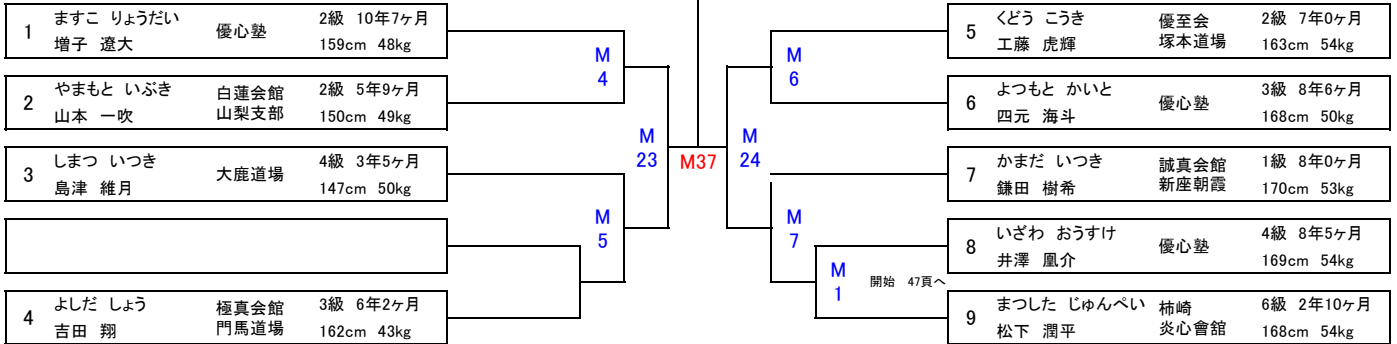 1
ますこ りょうだい
増子 遼大
優心塾
2級 10年7ヶ月
159cm 48kg
2
やまもと いぶき
山本 一吹
白蓮会館
山梨支部
2級 5年9ヶ月
150cm 49kg
3
しまつ いつき
島津 維月
大鹿道場
4級 3年5ヶ月
147cm 50kg
4
よしだ しょう
吉田 翔
極真会館
門馬道場
3級 6年2ヶ月
162cm 43kg
M
4
M
5
M
23
M37
M
24
M
6
M
7
M
1
開始 47頁へ
5
くどう こうき
工藤 虎輝
優至会
塚本道場
2級 7年0ヶ月
163cm 54kg
6
よつもと かいと
四元 海斗
優心塾
3級 8年6ヶ月
168cm 50kg
7
かまだ いつき
鎌田 樹希
誠真会館
新座朝霞
1級 8年0ヶ月
170cm 53kg
8
いざわ おうすけ
井澤 凰介
優心塾
4級 8年5ヶ月
169cm 54kg
9
まつした じゅんぺい
松下 潤平
柿崎
炎心會舘
6級 2年10ヶ月
168cm 54kg